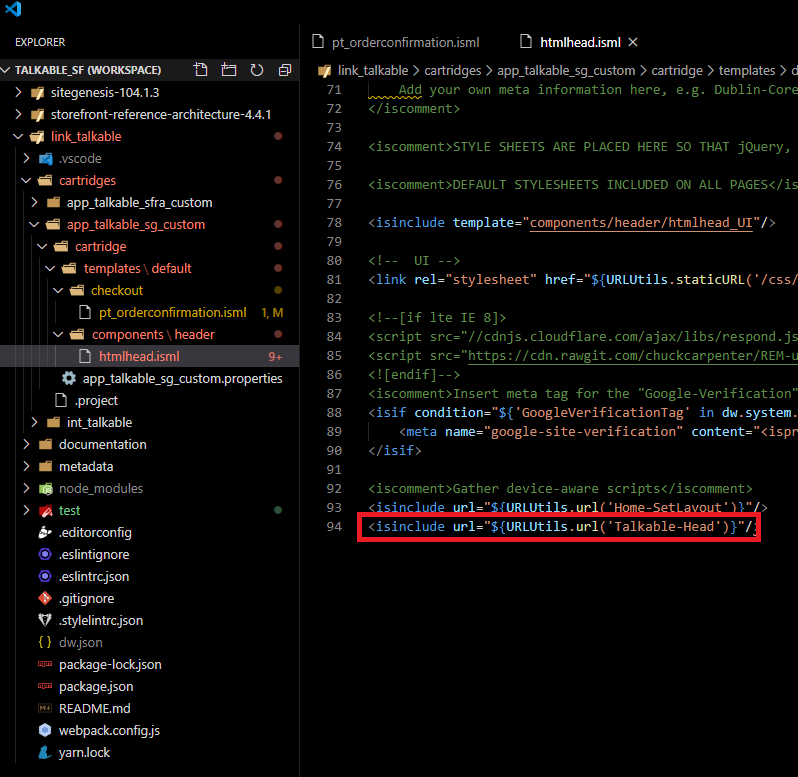 EXPLORER
TALKABLE_SF (WORKSPACE)
sitegenesis-104.1.3
storefront-reference-architecture-4.4.1
link_talkable
.vscode
cartridges
app_talkable_sfra_custom
app_talkable_sg_custom
cartridge
templates \ default
checkout
pt_orderconfirmation.isml 1, M
components \ header
htmlhead.isml 9+
app_talkable_sg_custom.properties
.project
int_talkable
documentation
metadata
node_modules
test
.editorconfig
.eslintignore
.eslintrc.json
.gitignore
.stylelintrc.json
{ } dw.json
package-lock.json
package.json
README.md
webpack.config.js
yarn.lock
pt_orderconfirmation.isml htmlhead.isml
link_talkable > cartridges > app_talkable_sg_custom > cartridge > templates > d
71 Add your own meta information here, e.g. Dublin-Core
72 </iscomment>
73
74 <iscomment>STYLE SHEETS ARE PLACED HERE SO THAT jQuery,
75
76 <iscomment>DEFAULT STYLESHEETS INCLUDED ON ALL PAGES</is
77
78 <isinclude template="components/header/htmlhead_UI"/>
79
80 <!--  UI -->
81 <link rel="stylesheet" href="${URLUtils.staticURL('/css/
82
83 <!--[if lte IE 8]>
84 <script src="//cdnjs.cloudflare.com/ajax/libs/respond.js
85 <script src="https://cdn.rawgit.com/chuckcarpenter/REM-u
86 <![endif]-->
87 <iscomment>Insert meta tag for the "Google-Verification"
88 <isif condition="${'GoogleVerificationTag' in dw.system.
89 <meta name="google-site-verification" content="<ispr
90 </isif>
91
92 <iscomment>Gather device-aware scripts</iscomment>
93 <isinclude url="${URLUtils.url('Home-SetLayout')}"/>
94 <isinclude url="${URLUtils.url('Talkable-Head')}"/>